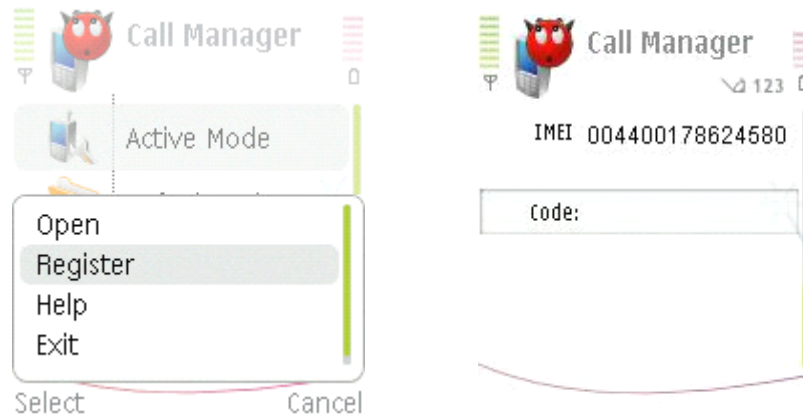 Call Manager
Active Mode
Open
Register
Help
Exit
Select
Cancel
Call Manager
123
IMEI 004400178624580
Code: